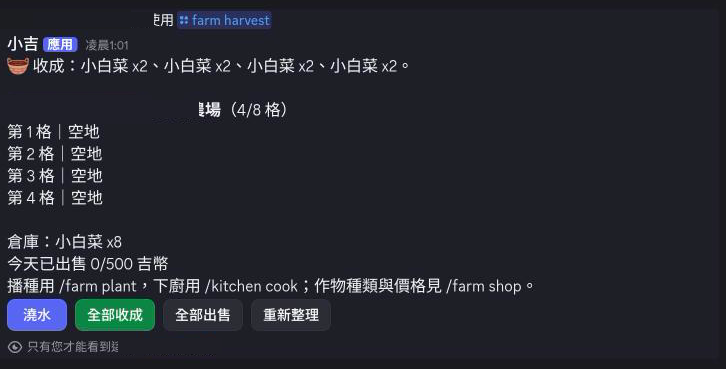 使用 farm harvest
小吉 應用 凌晨1:01
收成：小白菜 x2、小白菜 x2、小白菜 x2、小白菜 x2。
農場（4/8 格）
第 1 格｜空地
第 2 格｜空地
第 3 格｜空地
第 4 格｜空地
倉庫：小白菜 x8
今天已出售 0/500 吉幣
播種用 /farm plant，下廚用 /kitchen cook；作物種類與價格見 /farm shop。
澆水 全部收成 全部出售 重新整理
只有您才能看到